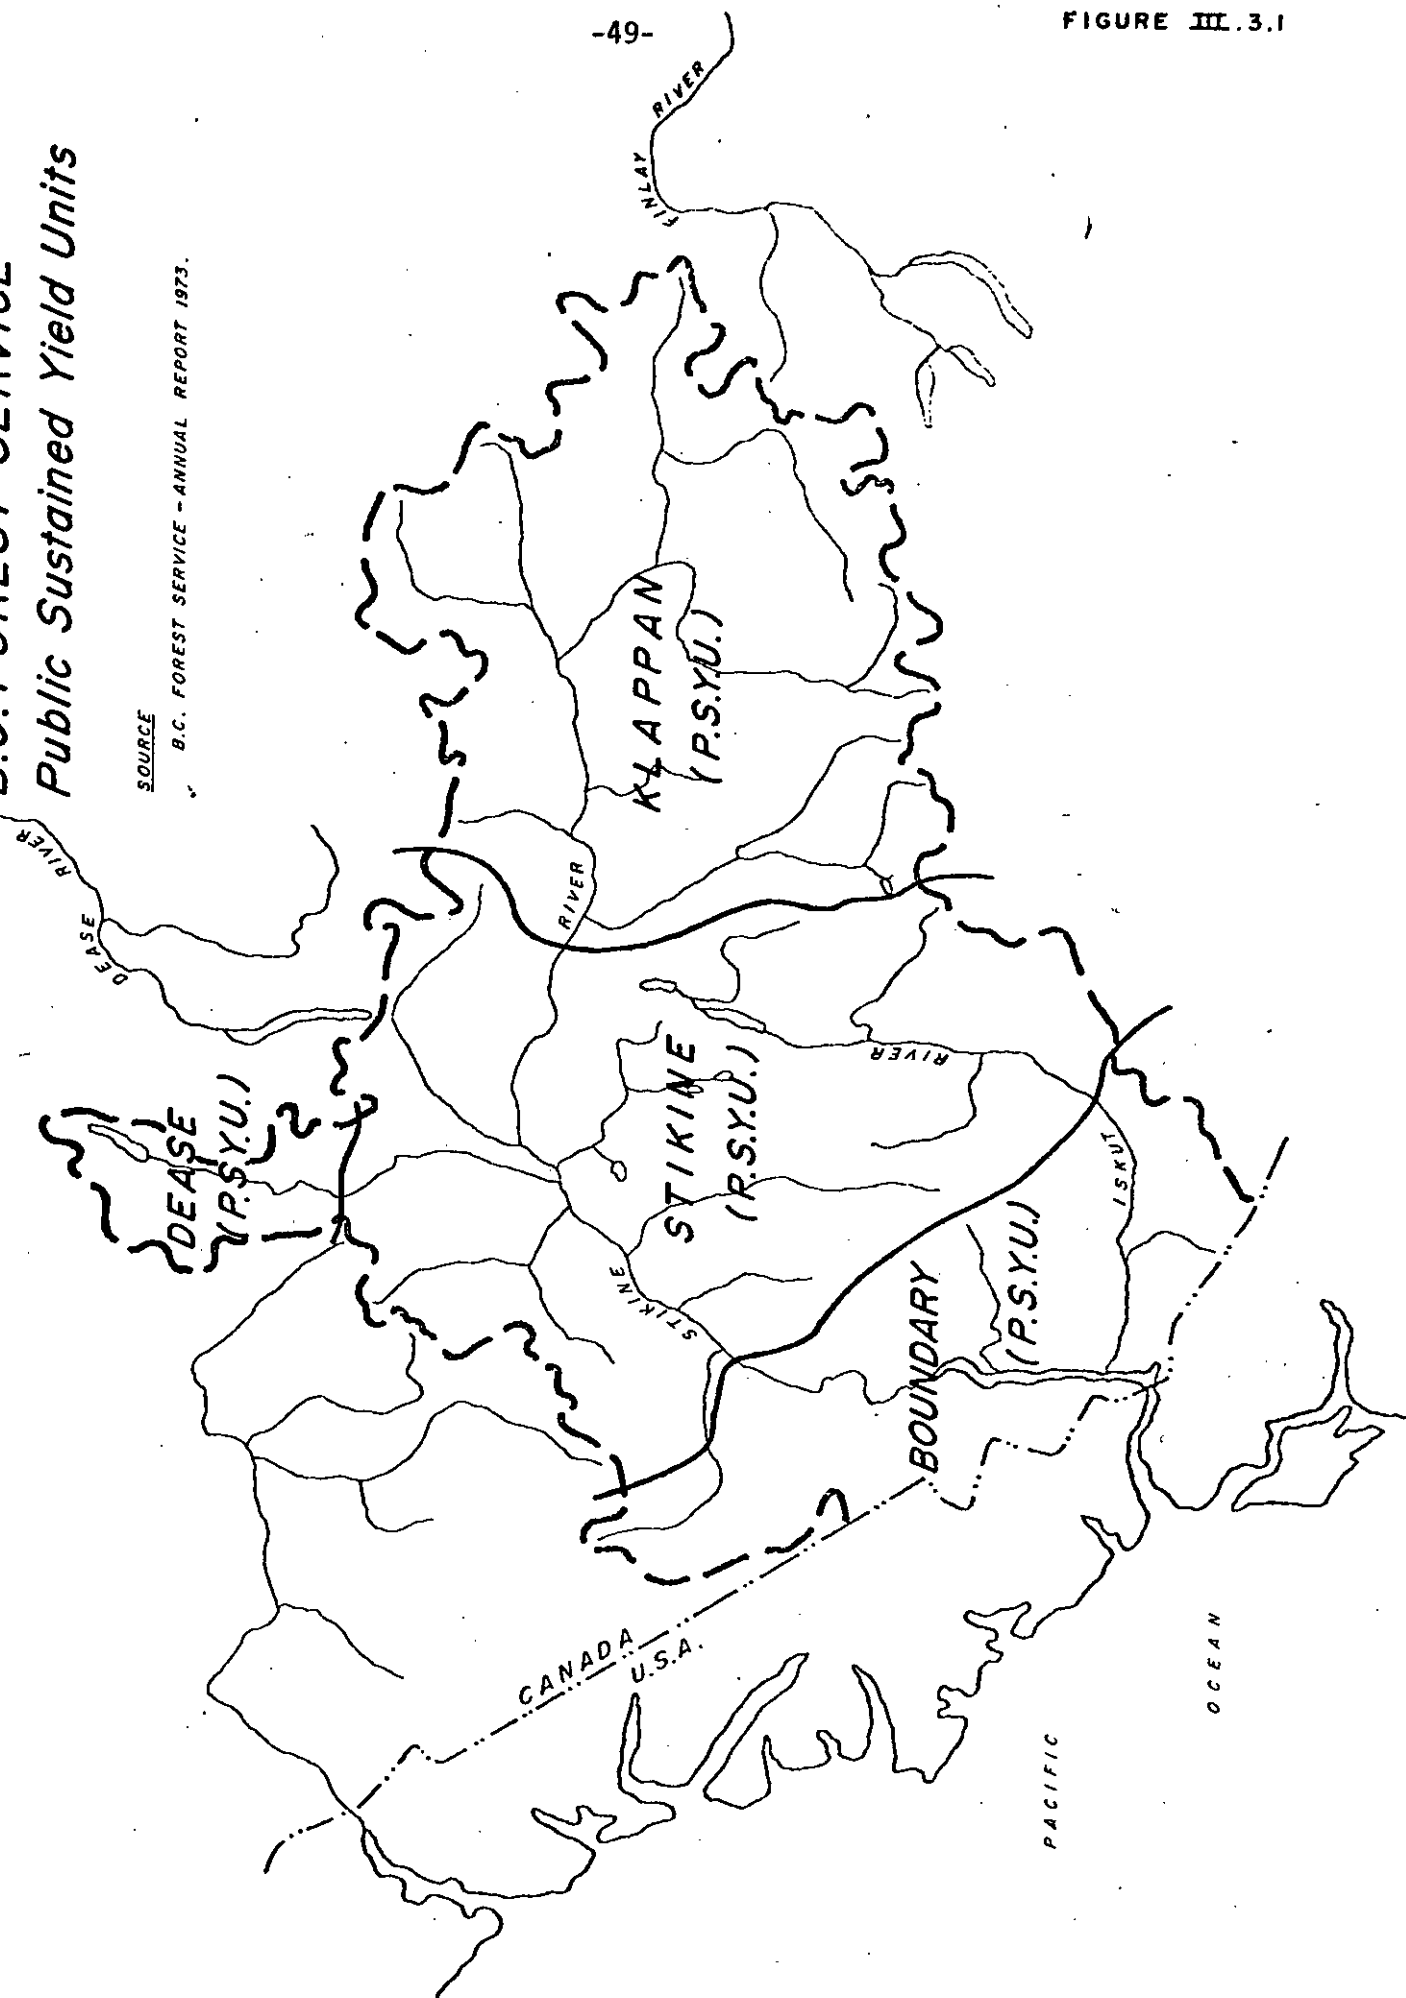 -49-
FIGURE III.3.1
B.C. FOREST SERVICE
Public Sustained Yield Units
SOURCE
B.C. FOREST SERVICE - ANNUAL REPORT 1973.
DEASE RIVER
FINLAY RIVER
DEASE
(P.S.Y.U.)
KLAPPAN
(P.S.Y.U.)
STIKINE
(P.S.Y.U.)
BOUNDARY
(P.S.Y.U.)
STIKINE RIVER
ISKUT RIVER
CANADA
U.S.A.
PACIFIC OCEAN